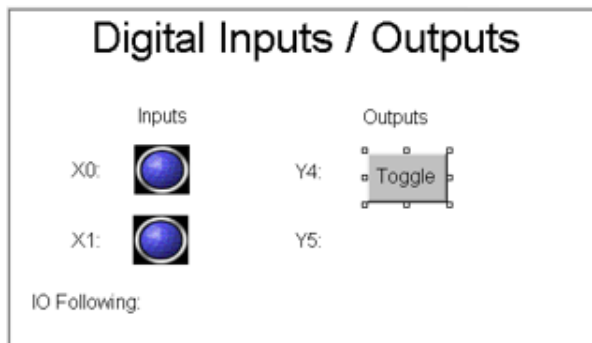 Digital Inputs / Outputs
Inputs Outputs
X0: Y4: Toggle
X1: Y5:
IO Following: